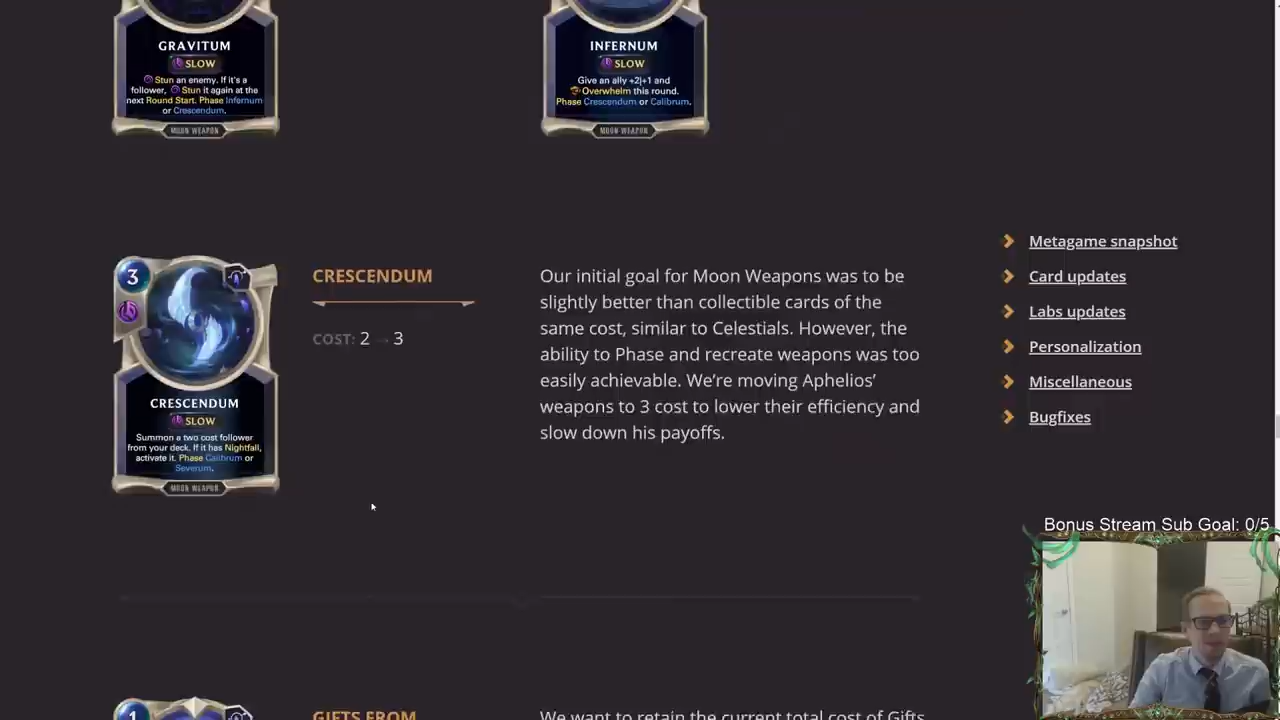 GRAVITUM
SLOW
Stun an enemy. If it's a
follower, Stun it again at the
next Round Start. Phase Infernum
or Crescendum.
MOON WEAPON
INFERNUM
SLOW
Give an ally +2|+1 and
Overwhelm this round.
Phase Crescendum or Calibrum.
MOON WEAPON
3
CRESCENDUM
SLOW
Summon a two cost follower
from your deck. If it has Nightfall,
activate it. Phase Calibrum or
Severum.
MOON WEAPON
CRESCENDUM
COST: 2 → 3
Our initial goal for Moon Weapons was to be
slightly better than collectible cards of the
same cost, similar to Celestials. However, the
ability to Phase and recreate weapons was too
easily achievable. We’re moving Aphelios’
weapons to 3 cost to lower their efficiency and
slow down his payoffs.
Metagame snapshot
Card updates
Labs updates
Personalization
Miscellaneous
Bugfixes
Bonus Stream Sub Goal: 0/5
1
GIFTS FROM
We want to retain the current total cost of Gifts